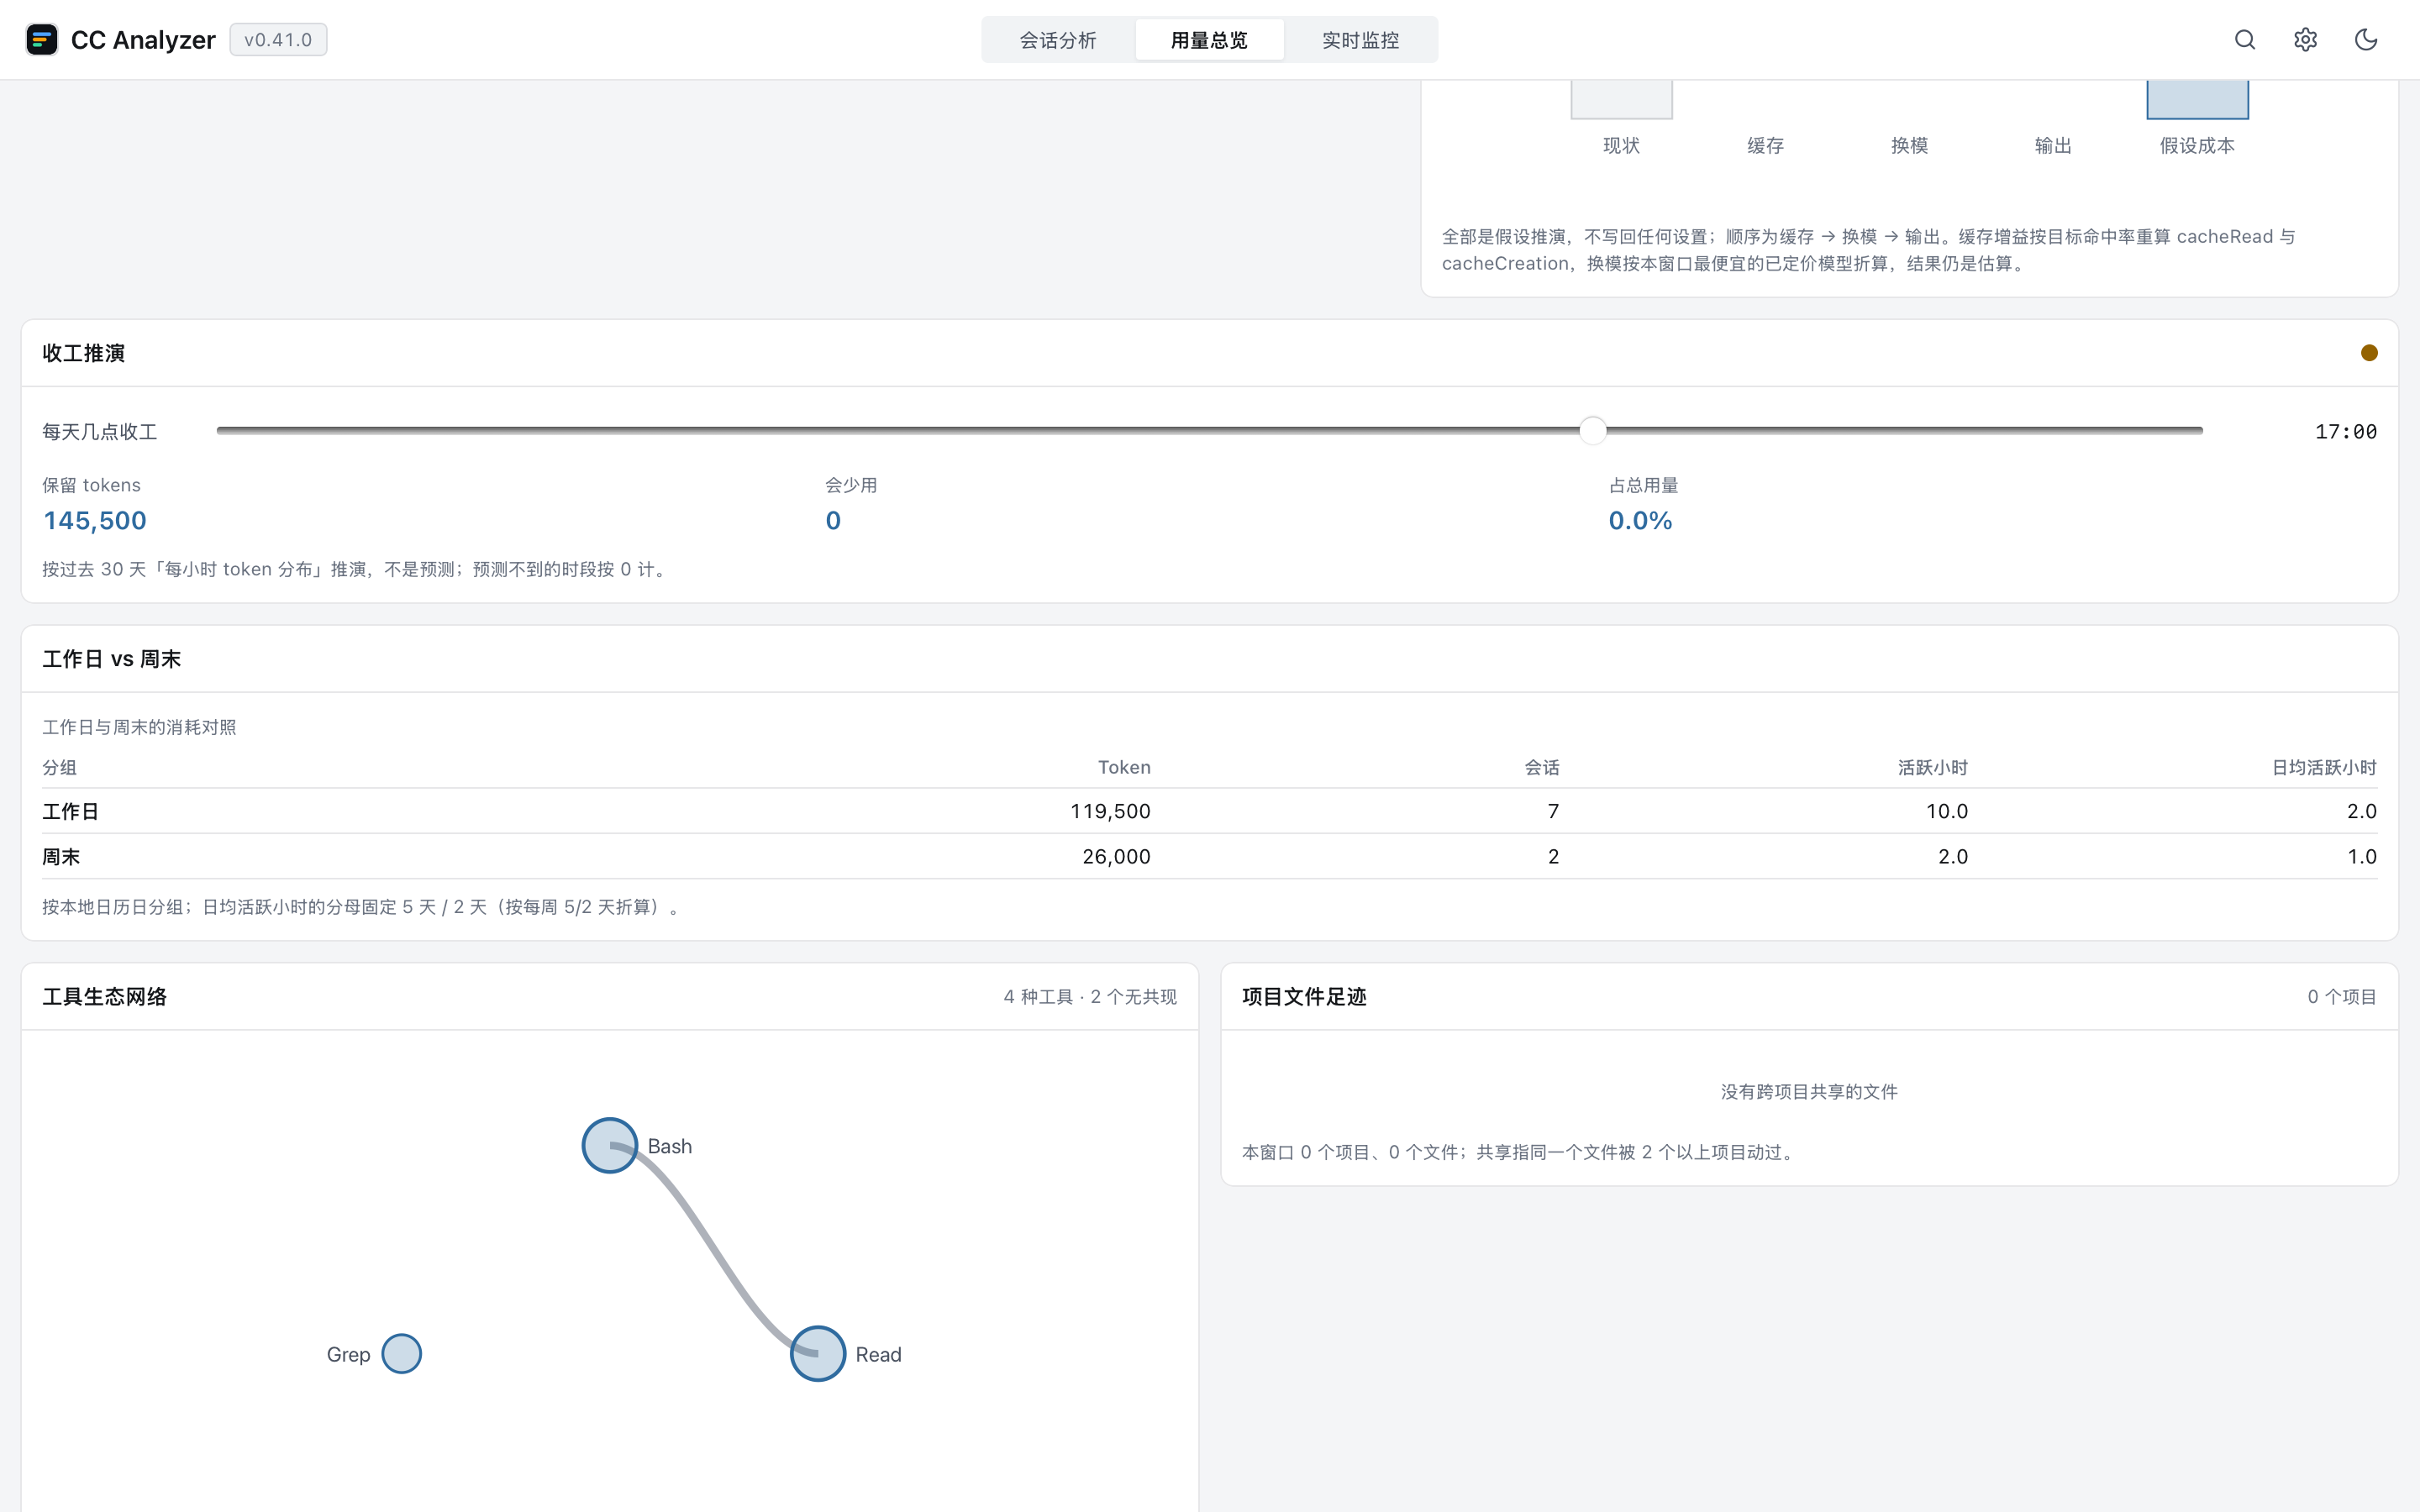 CC Analyzer v0.41.0
会话分析 用量总览 实时监控
现状 缓存 换模 输出 假设成本
全部是假设推演，不写回任何设置；顺序为缓存 → 换模 → 输出。缓存增益按目标命中率重算 cacheRead 与
cacheCreation，换模按本窗口最便宜的已定价模型折算，结果仍是估算。
收工推演
每天几点收工 17:00
保留 tokens 会少用 占总用量
145,500 0 0.0%
按过去 30 天「每小时 token 分布」推演，不是预测；预测不到的时段按 0 计。
工作日 vs 周末
工作日与周末的消耗对照
分组 Token 会话 活跃小时 日均活跃小时
工作日 119,500 7 10.0 2.0
周末 26,000 2 2.0 1.0
按本地日历日分组；日均活跃小时的分母固定 5 天 / 2 天（按每周 5/2 天折算）。
工具生态网络 4 种工具 · 2 个无共现
Bash
Grep
Read
项目文件足迹 0 个项目
没有跨项目共享的文件
本窗口 0 个项目、0 个文件；共享指同一个文件被 2 个以上项目动过。